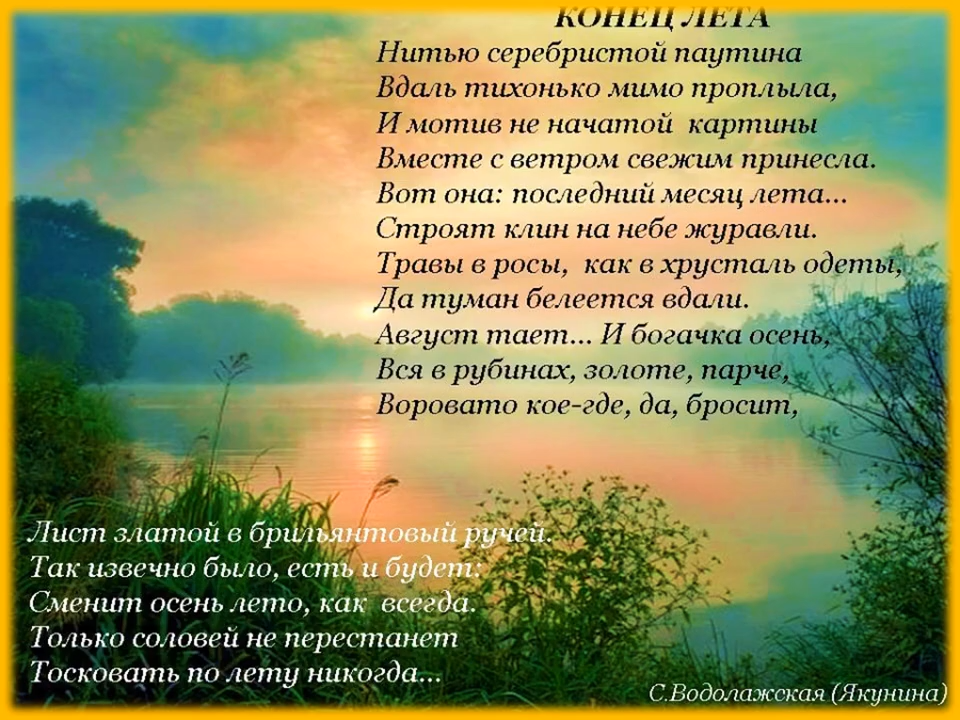 КОНЕЦ ЛЕТА
Нитью серебристой паутина
Вдаль тихонько мимо проплыла,
И мотив не начатой картины
Вместе с ветром свежим принесла.
Вот она: последний месяц лета...
Строят клин на небе журавли.
Травы в росы, как в хрусталь одеты,
Да туман белеется вдали.
Август тает... И богачка осень,
Вся в рубинах, золоте, парче,
Воровато кое-где, да, бросит,
Лист златой в брильянтовый ручей.
Так извечно было, есть и будет:
Сменит осень лето, как всегда.
Только соловей не перестанет
Тосковать по лету никогда...
С.Водолажская (Якунина)